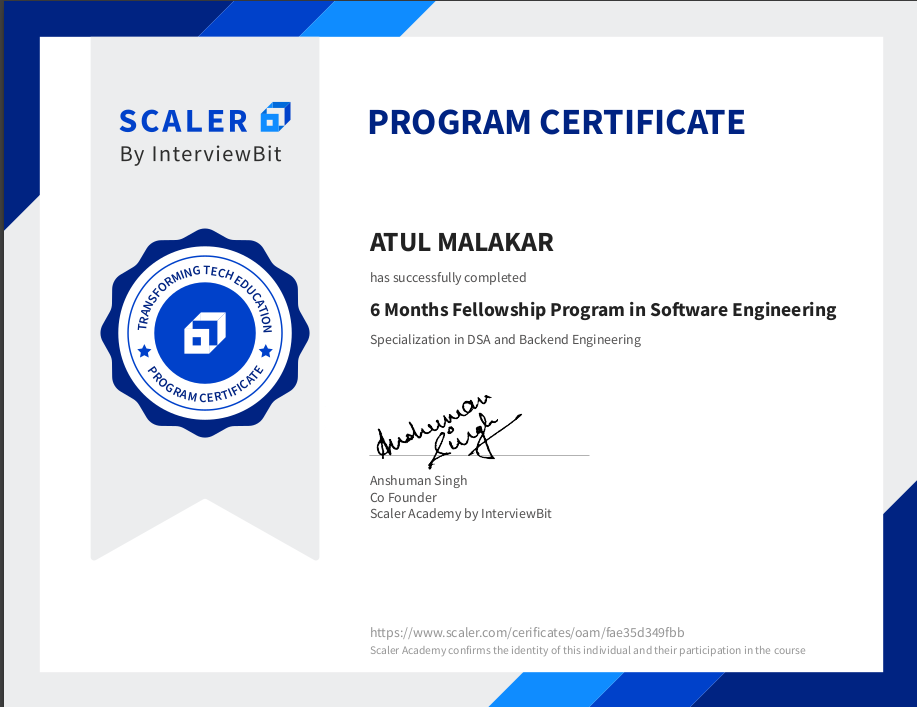 SCALER
By InterviewBit
PROGRAM CERTIFICATE
TRANSFORMING TECH EDUCATION
PROGRAM CERTIFICATE
ATUL MALAKAR
has successfully completed
6 Months Fellowship Program in Software Engineering
Specialization in DSA and Backend Engineering
Anshuman
Singh
Anshuman Singh
Co Founder
Scaler Academy by InterviewBit
https://www.scaler.com/cerificates/oam/fae35d349fbb
Scaler Academy confirms the identity of this individual and their participation in the course